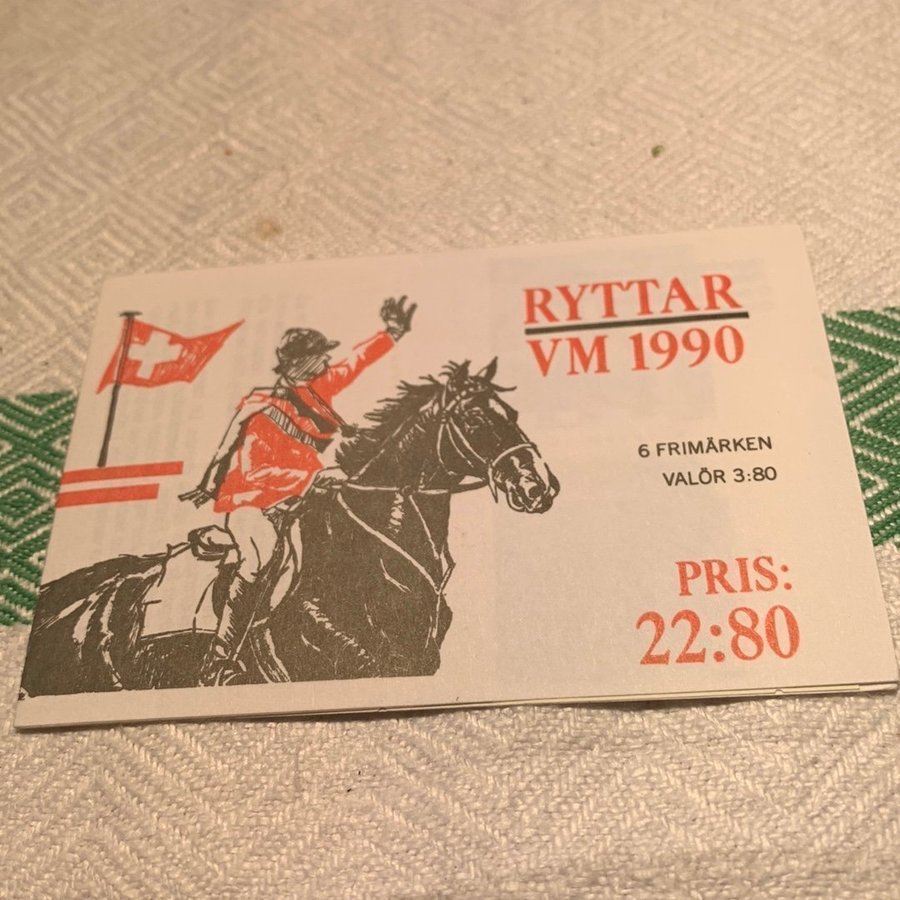 RYTTAR
VM 1990
6 FRIMÄRKEN
VALÖR 3:80
PRIS:
22:80